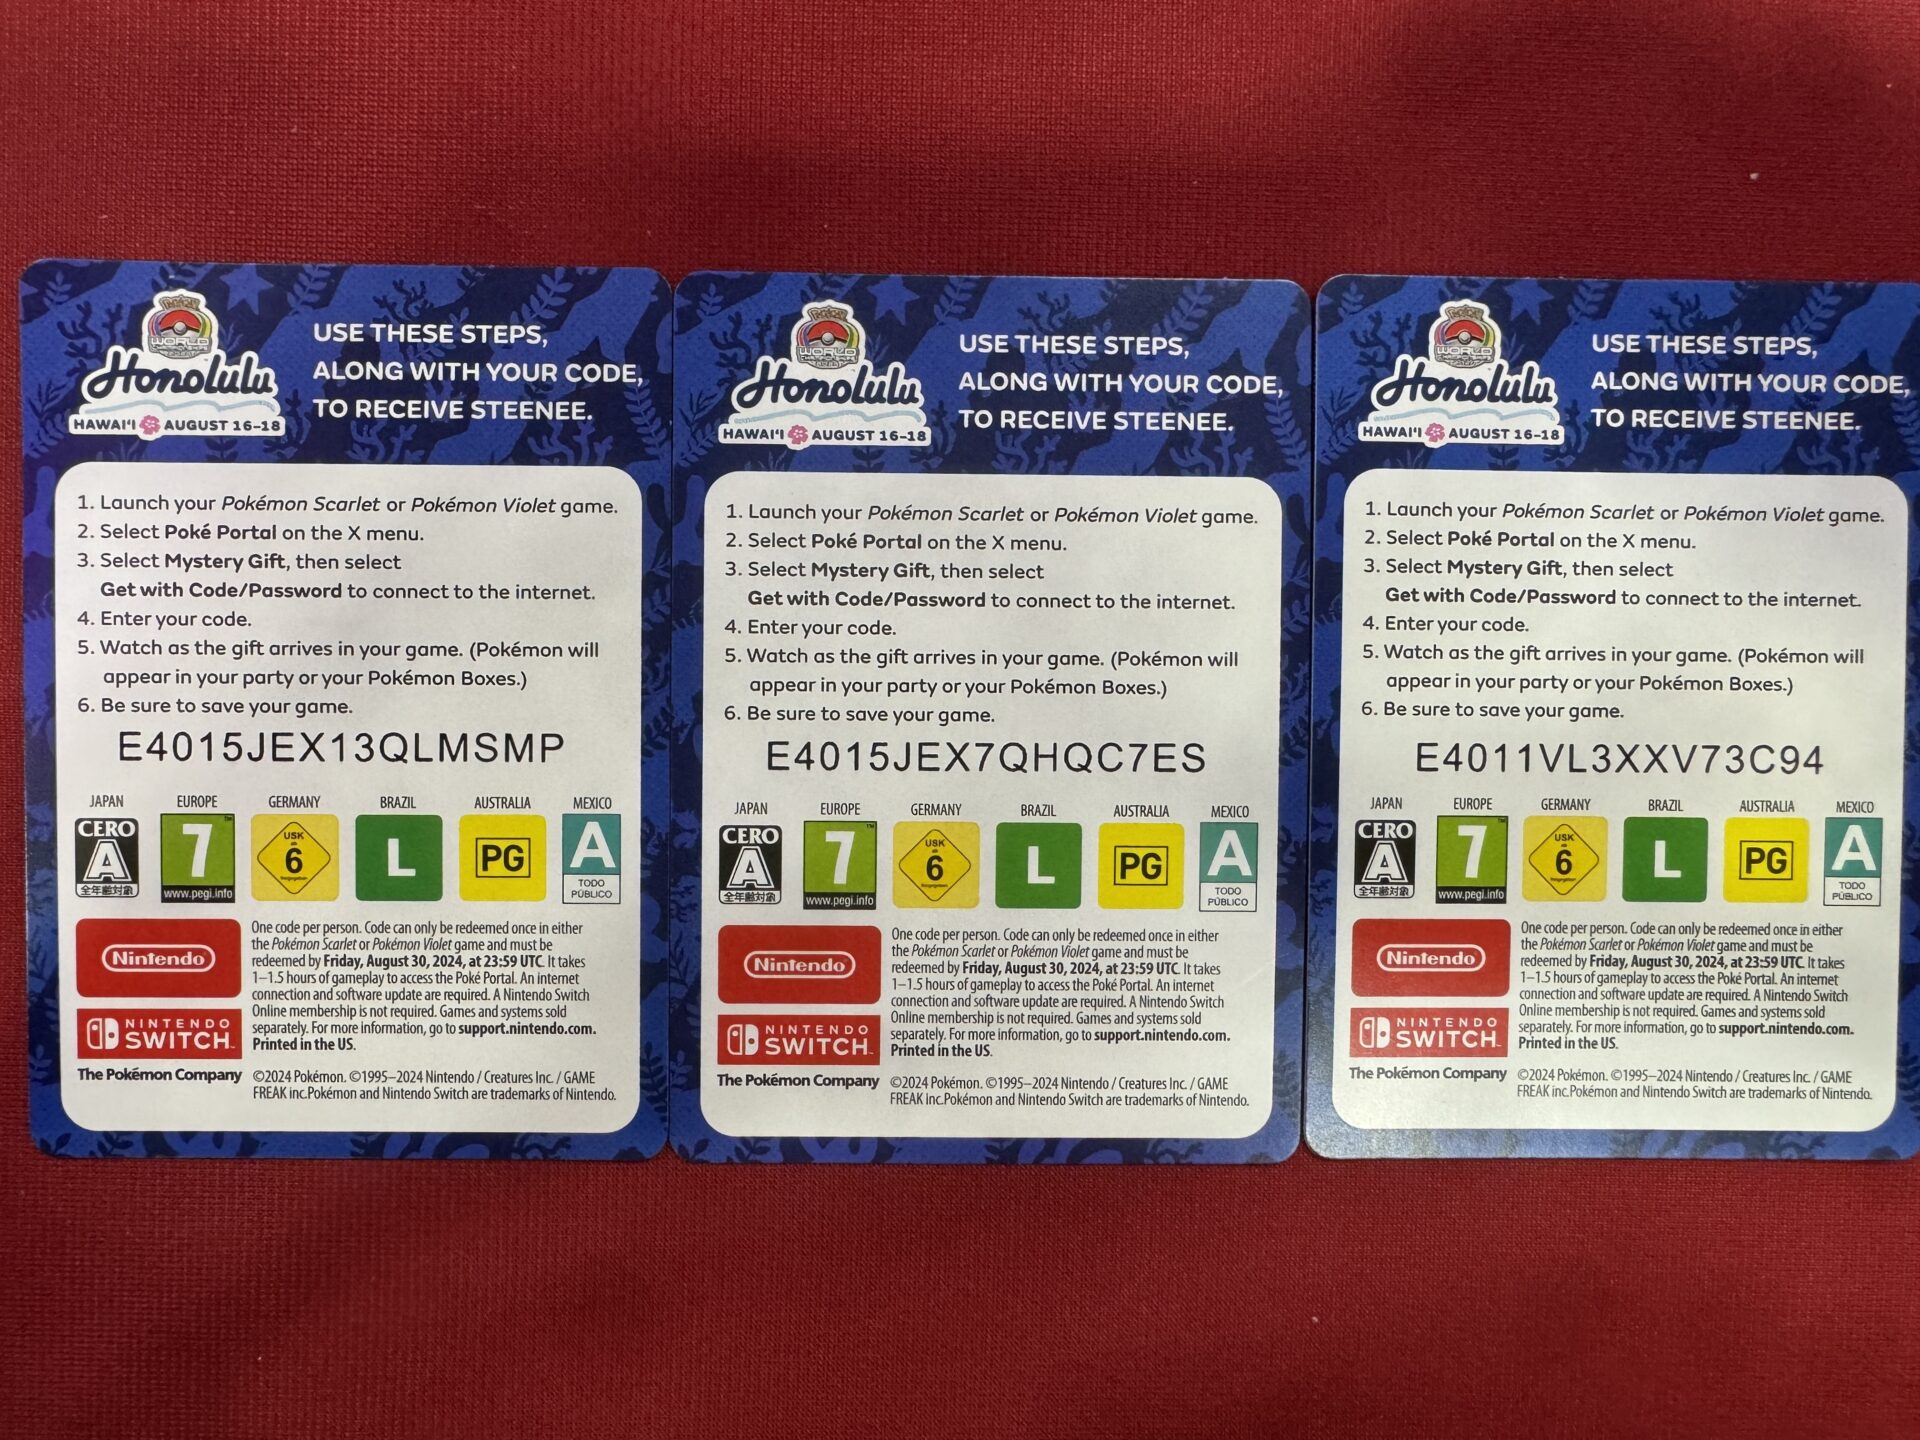 WORLD
CHAMPIONSHIPS
Honolulu
HAWAI'I AUGUST 16-18
USE THESE STEPS,
ALONG WITH YOUR CODE,
TO RECEIVE STEENEE.
1. Launch your Pokémon Scarlet or Pokémon Violet game.
2. Select Poké Portal on the X menu.
3. Select Mystery Gift, then select
Get with Code/Password to connect to the internet.
4. Enter your code.
5. Watch as the gift arrives in your game. (Pokémon will
appear in your party or your Pokémon Boxes.)
6. Be sure to save your game.
E4015JEX13QLMSMP
JAPAN EUROPE GERMANY BRAZIL AUSTRALIA MEXICO
CERO
A
全年齢対象
7™
www.pegi.info
USK
ab
6
freigegeben
L
PG
A
TODO
PÚBLICO
Nintendo
NINTENDO
SWITCH™
The Pokémon Company
One code per person. Code can only be redeemed once in either
the Pokémon Scarlet or Pokémon Violet game and must be
redeemed by Friday, August 30, 2024, at 23:59 UTC. It takes
1–1.5 hours of gameplay to access the Poké Portal. An internet
connection and software update are required. A Nintendo Switch
Online membership is not required. Games and systems sold
separately. For more information, go to support.nintendo.com.
Printed in the US.
©2024 Pokémon. ©1995–2024 Nintendo / Creatures Inc. / GAME
FREAK inc.Pokémon and Nintendo Switch are trademarks of Nintendo.
WORLD
CHAMPIONSHIPS
Honolulu
HAWAI'I AUGUST 16-18
USE THESE STEPS,
ALONG WITH YOUR CODE,
TO RECEIVE STEENEE.
1. Launch your Pokémon Scarlet or Pokémon Violet game.
2. Select Poké Portal on the X menu.
3. Select Mystery Gift, then select
Get with Code/Password to connect to the internet.
4. Enter your code.
5. Watch as the gift arrives in your game. (Pokémon will
appear in your party or your Pokémon Boxes.)
6. Be sure to save your game.
E4015JEX7QHQC7ES
JAPAN EUROPE GERMANY BRAZIL AUSTRALIA MEXICO
CERO
A
全年齢対象
7™
www.pegi.info
USK
ab
6
freigegeben
L
PG
A
TODO
PÚBLICO
Nintendo
NINTENDO
SWITCH™
The Pokémon Company
One code per person. Code can only be redeemed once in either
the Pokémon Scarlet or Pokémon Violet game and must be
redeemed by Friday, August 30, 2024, at 23:59 UTC. It takes
1–1.5 hours of gameplay to access the Poké Portal. An internet
connection and software update are required. A Nintendo Switch
Online membership is not required. Games and systems sold
separately. For more information, go to support.nintendo.com.
Printed in the US.
©2024 Pokémon. ©1995–2024 Nintendo / Creatures Inc. / GAME
FREAK inc.Pokémon and Nintendo Switch are trademarks of Nintendo.
WORLD
CHAMPIONSHIPS
Honolulu
HAWAI'I AUGUST 16-18
USE THESE STEPS,
ALONG WITH YOUR CODE,
TO RECEIVE STEENEE.
1. Launch your Pokémon Scarlet or Pokémon Violet game.
2. Select Poké Portal on the X menu.
3. Select Mystery Gift, then select
Get with Code/Password to connect to the internet.
4. Enter your code.
5. Watch as the gift arrives in your game. (Pokémon will
appear in your party or your Pokémon Boxes.)
6. Be sure to save your game.
E4011VL3XXV73C94
JAPAN EUROPE GERMANY BRAZIL AUSTRALIA MEXICO
CERO
A
全年齢対象
7™
www.pegi.info
USK
ab
6
freigegeben
L
PG
A
TODO
PÚBLICO
Nintendo
NINTENDO
SWITCH™
The Pokémon Company
One code per person. Code can only be redeemed once in either
the Pokémon Scarlet or Pokémon Violet game and must be
redeemed by Friday, August 30, 2024, at 23:59 UTC. It takes
1–1.5 hours of gameplay to access the Poké Portal. An internet
connection and software update are required. A Nintendo Switch
Online membership is not required. Games and systems sold
separately. For more information, go to support.nintendo.com.
Printed in the US.
©2024 Pokémon. ©1995–2024 Nintendo / Creatures Inc. / GAME
FREAK inc.Pokémon and Nintendo Switch are trademarks of Nintendo.